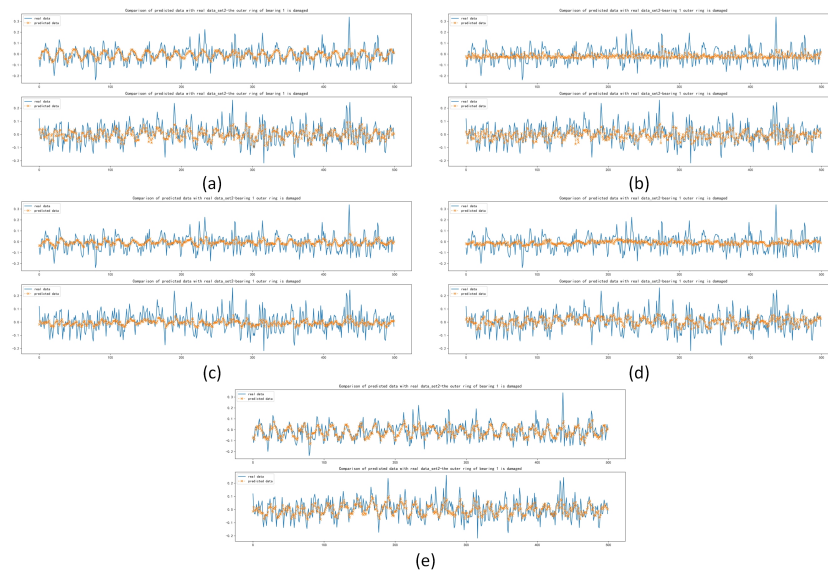 Comparison of predicted data with real data_set2-the outer ring of bearing 1 is damaged
real data
predicted data
Comparison of predicted data with real data_set2-the outer ring of bearing 1 is damaged
real data
predicted data
(a)
Comparison of predicted data with real data_set2-bearing 1 outer ring is damaged
real data
predicted data
Comparison of predicted data with real data_set2-bearing 1 outer ring is damaged
real data
predicted data
(b)
Comparison of predicted data with real data_set2-bearing 1 outer ring is damaged
real data
predicted data
Comparison of predicted data with real data_set2-bearing 1 outer ring is damaged
real data
predicted data
(c)
Comparison of predicted data with real data_set2-bearing 1 outer ring is damaged
real data
predicted data
Comparison of predicted data with real data_set2-bearing 1 outer ring is damaged
real data
predicted data
(d)
Comparison of predicted data with real data_set2-the outer ring of bearing 1 is damaged
real data
predicted data
Comparison of predicted data with real data_set2-the outer ring of bearing 1 is damaged
real data
predicted data
(e)